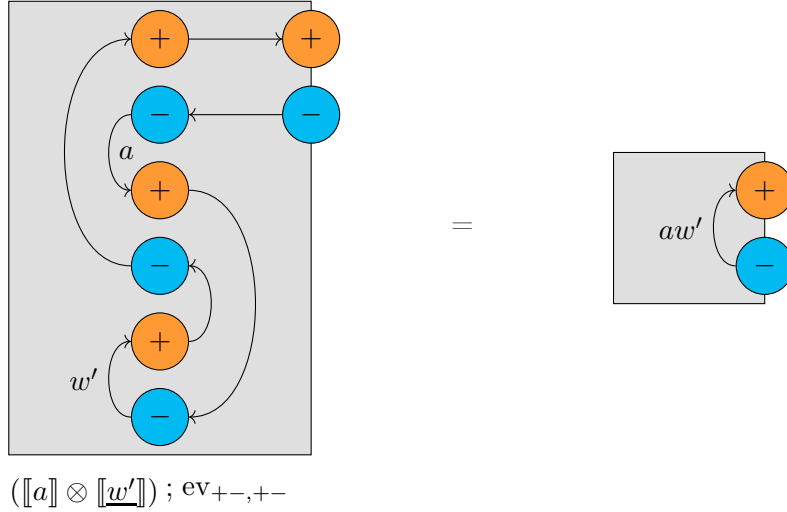 + +
− −
a
+
=
+
aw′
−
−
+
w′
−
(⟦a⟧ ⊗ ⟦w′⟧) ; ev₊₋,₊₋